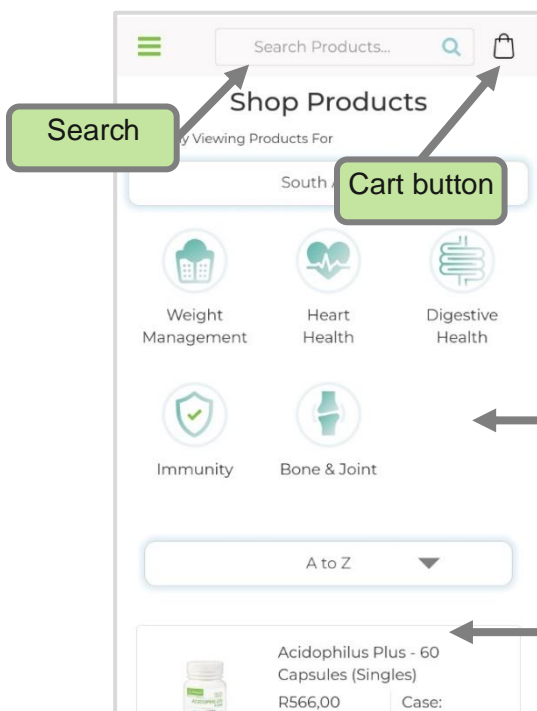 Search Products...
Shop Products
Search
y Viewing Products For
South
Cart button
Weight
Management
Heart
Health
Digestive
Health
Immunity
Bone & Joint
A to Z
Acidophilus Plus - 60
Capsules (Singles)
R566,00
Case: